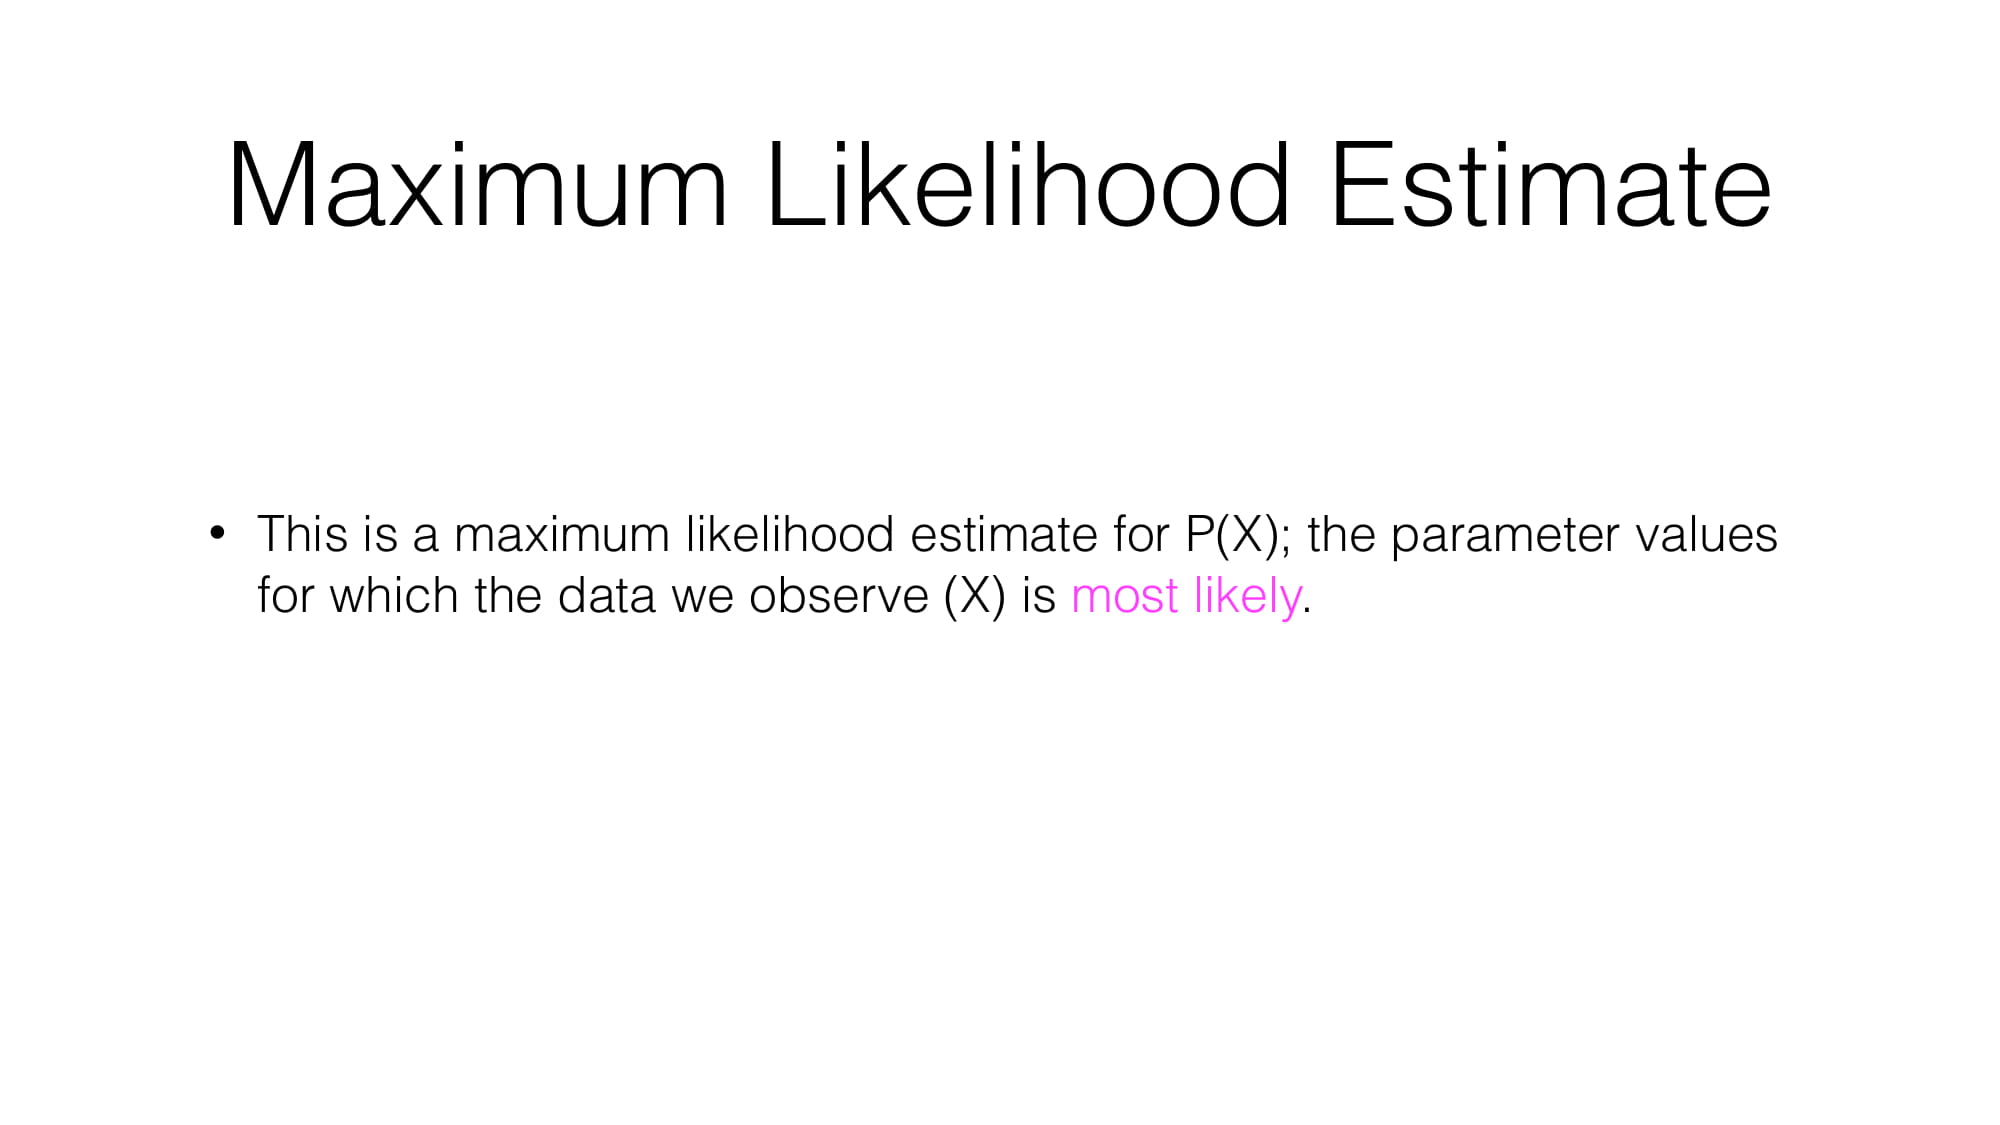 Maximum Likelihood Estimate
• This is a maximum likelihood estimate for P(X); the parameter values
for which the data we observe (X) is most likely.